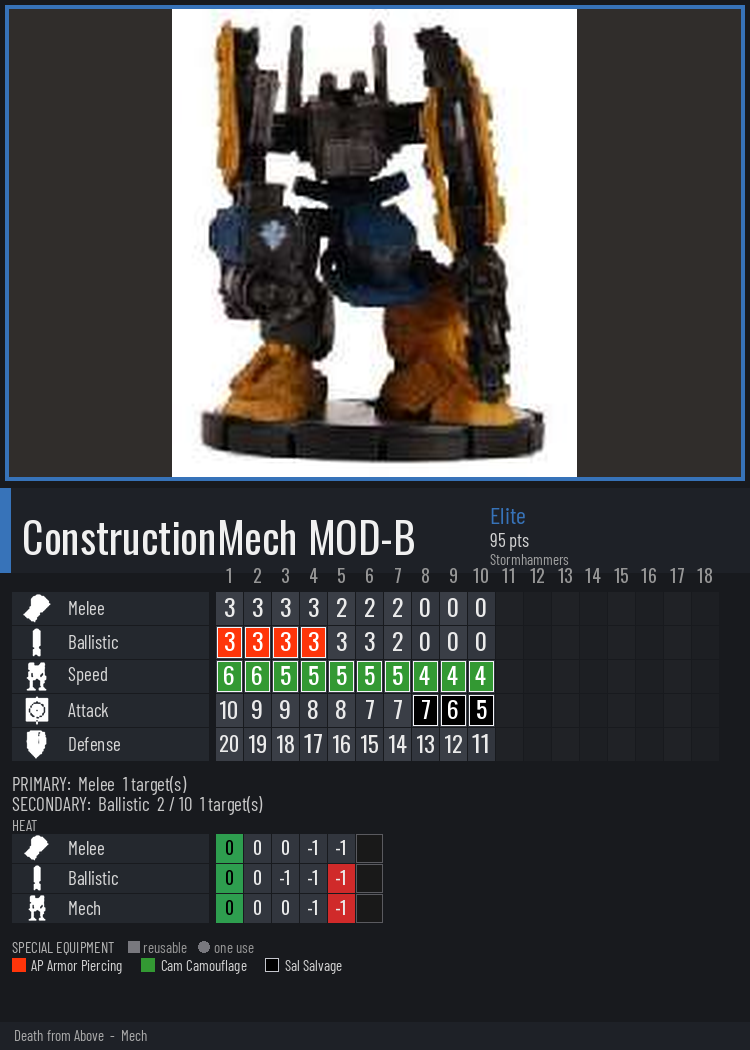 ConstructionMech MOD-B
Elite
95 pts
Stormhammers
1 2 3 4 5 6 7 8 9 10 11 12 13 14 15 16 17 18
Melee 3 3 3 3 2 2 2 0 0 0
Ballistic 3 3 3 3 3 3 2 0 0 0
Speed 6 6 5 5 5 5 5 4 4 4
Attack 10 9 9 8 8 7 7 7 6 5
Defense 20 19 18 17 16 15 14 13 12 11
PRIMARY: Melee 1 target(s)
SECONDARY: Ballistic 2 / 10 1 target(s)
HEAT
Melee 0 0 0 -1 -1
Ballistic 0 0 -1 -1 -1
Mech 0 0 0 -1 -1
SPECIAL EQUIPMENT reusable one use
AP Armor Piercing Cam Camouflage Sal Salvage
Death from Above - Mech